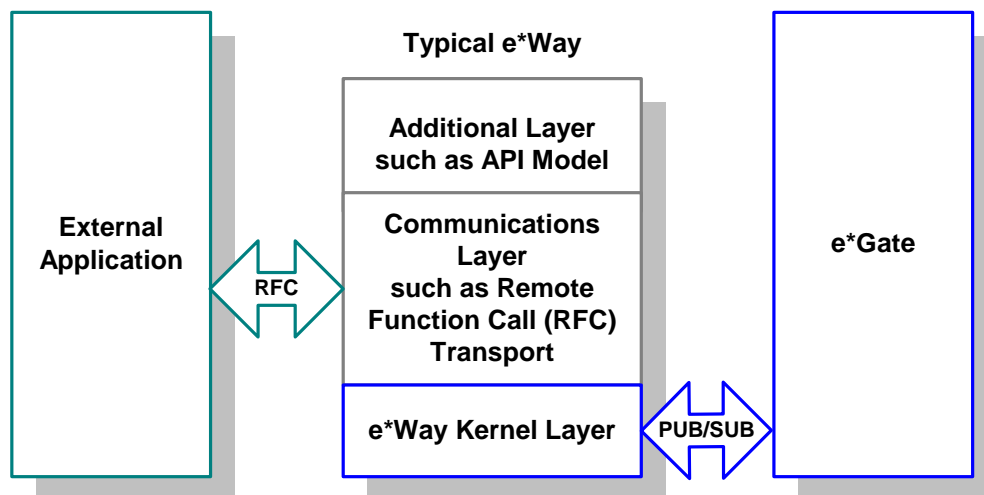 Typical e*Way
External
Application
RFC
Additional Layer
such as API Model
Communications
Layer
such as Remote
Function Call (RFC)
Transport
e*Way Kernel Layer
PUB/SUB
e*Gate